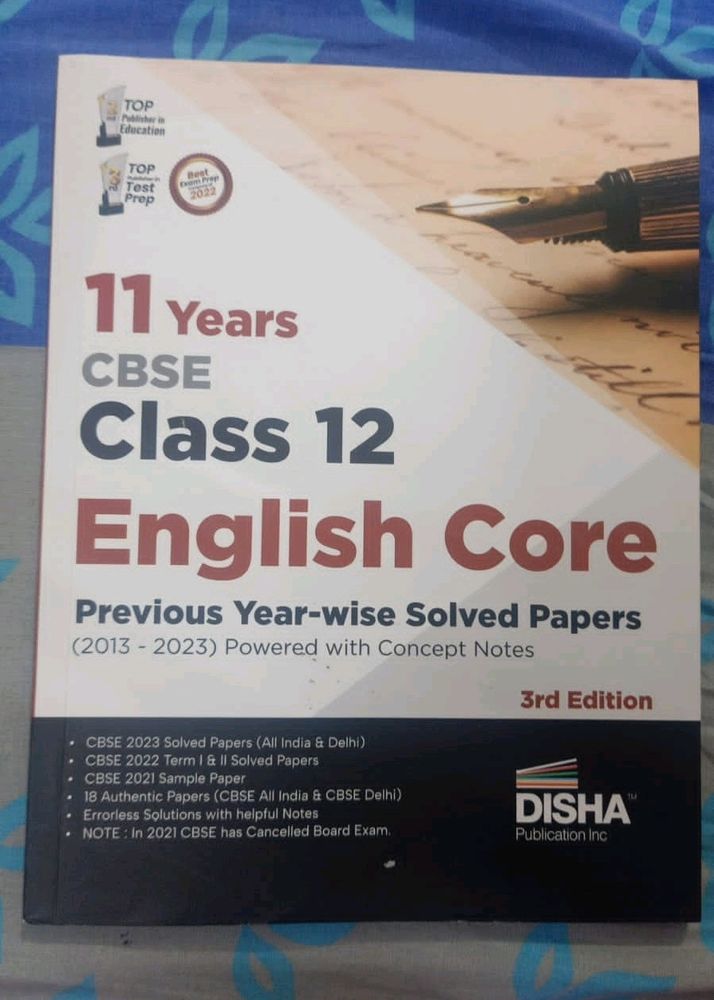 TOP
Publisher in
Education
TOP
Publisher in
Test
Prep
Best
Exam Prep
2022
11 Years
CBSE
Class 12
English Core
Previous Year-wise Solved Papers
(2013 - 2023) Powered with Concept Notes
3rd Edition
• CBSE 2023 Solved Papers (All India & Delhi)
• CBSE 2022 Term I & II Solved Papers
• CBSE 2021 Sample Paper
• 18 Authentic Papers (CBSE All India & CBSE Delhi)
• Errorless Solutions with helpful Notes
• NOTE : In 2021 CBSE has Cancelled Board Exam.
DISHA™
Publication Inc